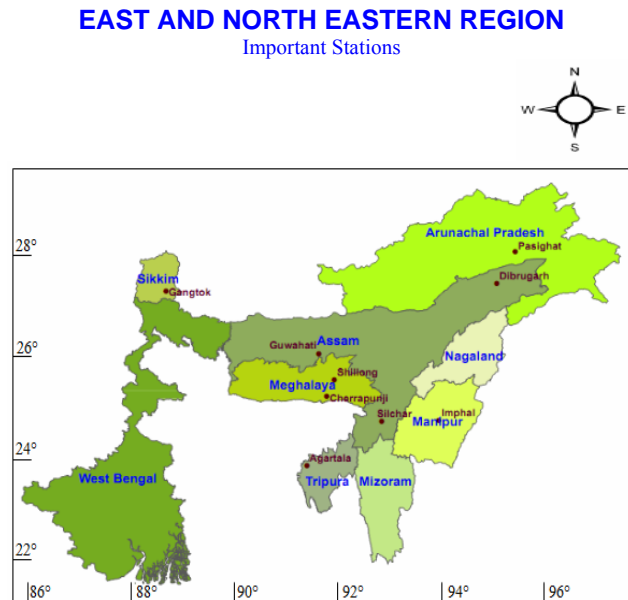 EAST AND NORTH EASTERN REGION
Important Stations
N
W E
S
28°
Arunachal Pradesh
Pasighat
Sikkim
Gangtok
Dibrugarh
26°
Guwahati
Assam
Nagaland
Shillong
Meghalaya
Cherrapunji
Silchar
Imphal
Manipur
24°
Agartala
West Bengal
Tripura
Mizoram
22°
86° 88° 90° 92° 94° 96°